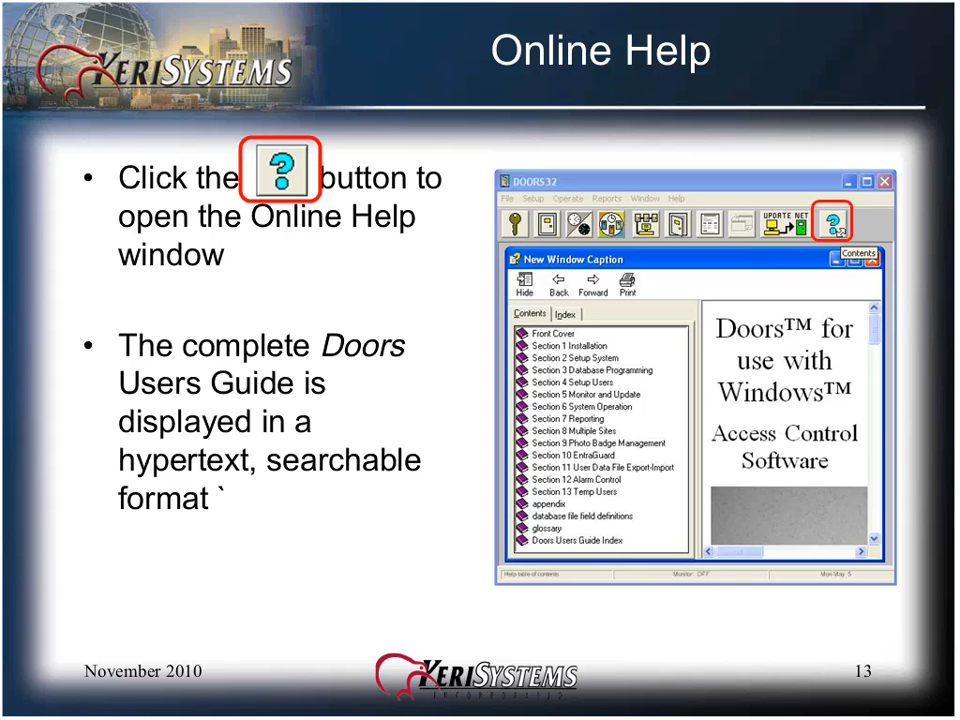 Online Help
KERISYSTEMS
• Click the ? button to
open the Online Help
window
• The complete Doors
Users Guide is
displayed in a
hypertext, searchable
format `
DOORS32
File Setup Operate Reports Window Help
UPDATE NET
?
Contents
New Window Caption
Hide Back Forward Print
Contents Index
Front Cover
Section 1 Installation
Section 2 Setup System
Section 3 Database Programming
Section 4 Setup Users
Section 5 Monitor and Update
Section 6 System Operation
Section 7 Reporting
Section 8 Multiple Sites
Section 9 Photo Badge Management
Section 10 EntraGuard
Section 11 User Data File Export-Import
Section 12 Alarm Control
Section 13 Temp Users
appendix
database file field definitions
glossary
Doors Users Guide Index
Doors™ for
use with
Windows™
Access Control
Software
Help table of contents Monitor: OFF Mon May 5
November 2010
KERISYSTEMS
INCORPORATED
13